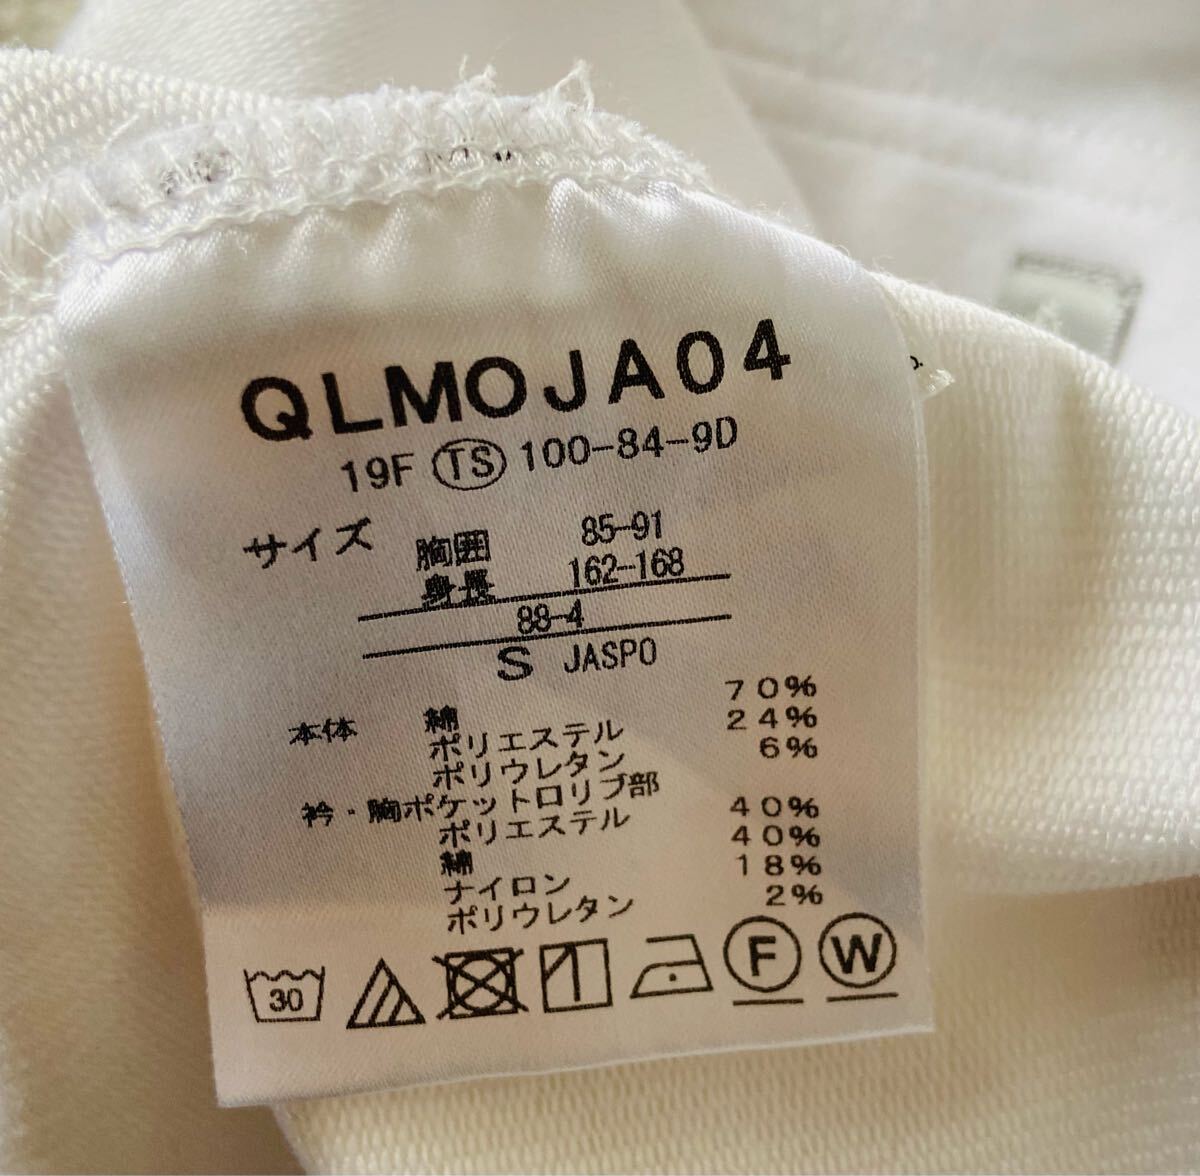 QLMOJA04
19F TS 100-84-9D
サイズ 胸囲 85-91
身長 162-168
88-4
S JASPO
本体 綿 70%
ポリエステル 24%
ポリウレタン 6%
衿・胸ポケット口リブ部
ポリエステル 40%
綿 40%
ナイロン 18%
ポリウレタン 2%
30 F W